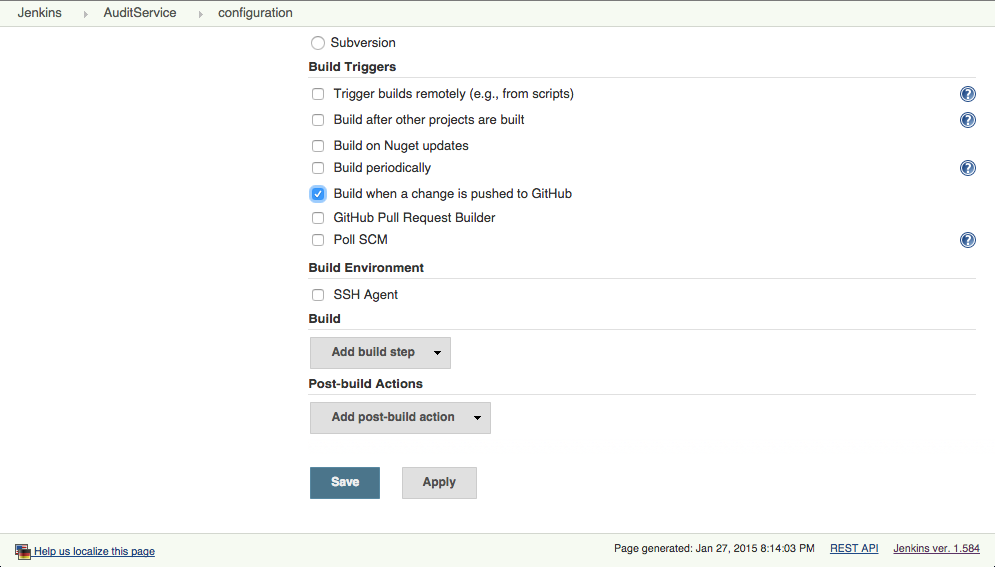 Jenkins AuditService configuration
Subversion
Build Triggers
Trigger builds remotely (e.g., from scripts)
Build after other projects are built
Build on Nuget updates
Build periodically
Build when a change is pushed to GitHub
GitHub Pull Request Builder
Poll SCM
Build Environment
SSH Agent
Build
Add build step
Post-build Actions
Add post-build action
Save Apply
Help us localize this page Page generated: Jan 27, 2015 8:14:03 PM REST API Jenkins ver. 1.584